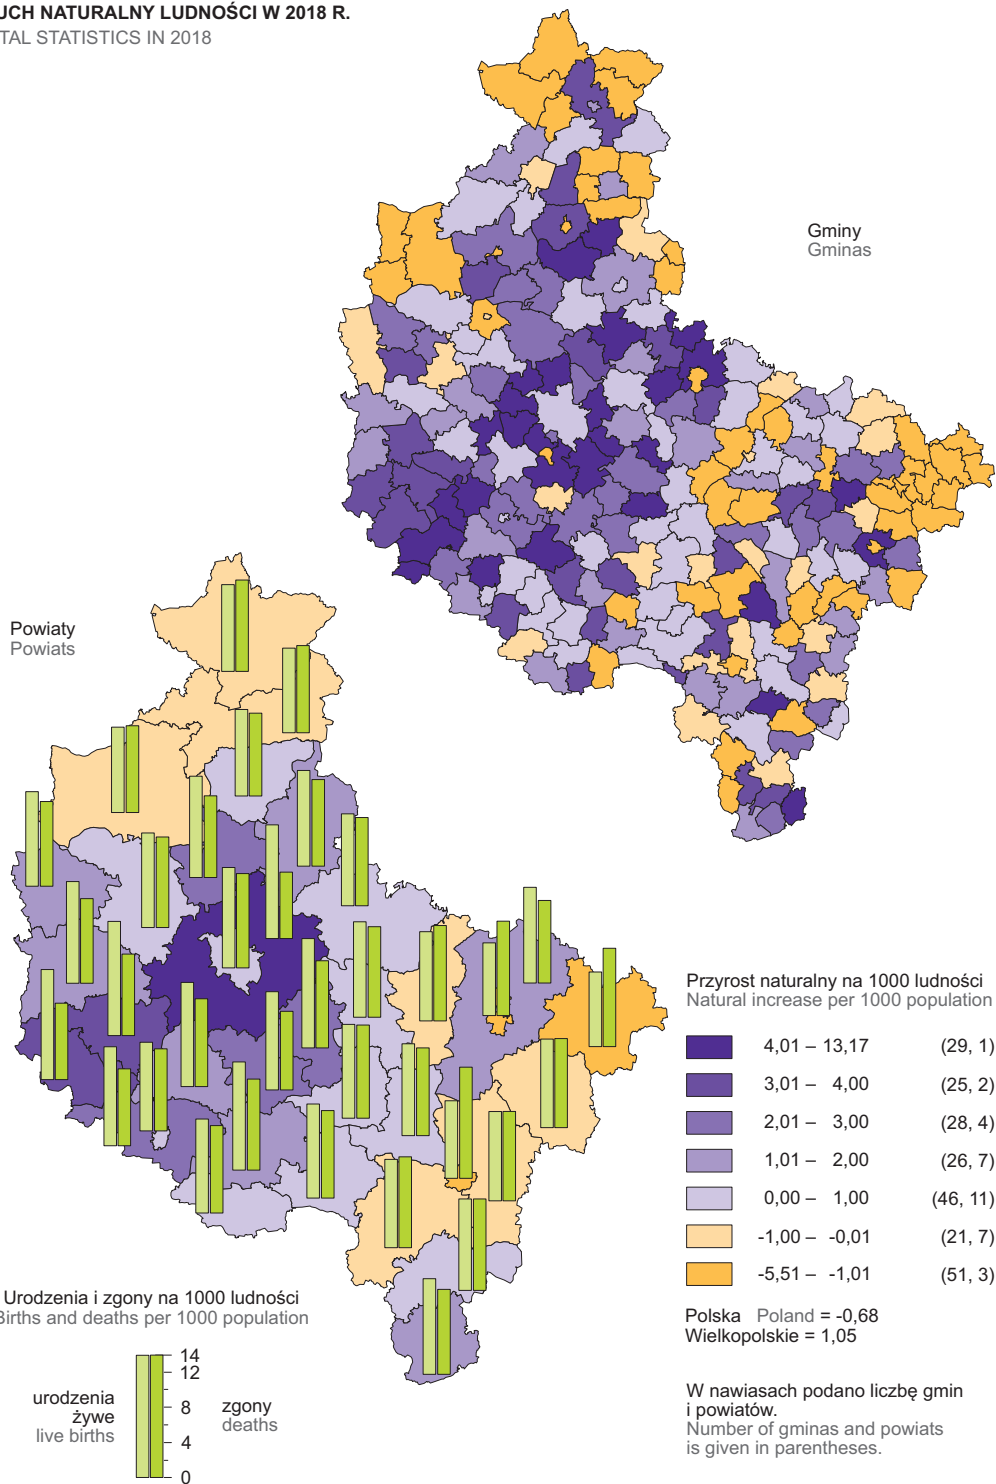 UCH NATURALNY LUDNOŚCI W 2018 R.
TAL STATISTICS IN 2018
Gminy
Gminas
Powiaty
Powiats
Przyrost naturalny na 1000 ludności
Natural increase per 1000 population
4,01 – 13,17 (29, 1)
3,01 – 4,00 (25, 2)
2,01 – 3,00 (28, 4)
1,01 – 2,00 (26, 7)
0,00 – 1,00 (46, 11)
-1,00 – -0,01 (21, 7)
-5,51 – -1,01 (51, 3)
Polska Poland = -0,68
Wielkopolskie = 1,05
W nawiasach podano liczbę gmin
i powiatów.
Number of gminas and powiats
is given in parentheses.
Urodzenia i zgony na 1000 ludności
Births and deaths per 1000 population
14
12
8
4
0
urodzenia
żywe
live births
zgony
deaths